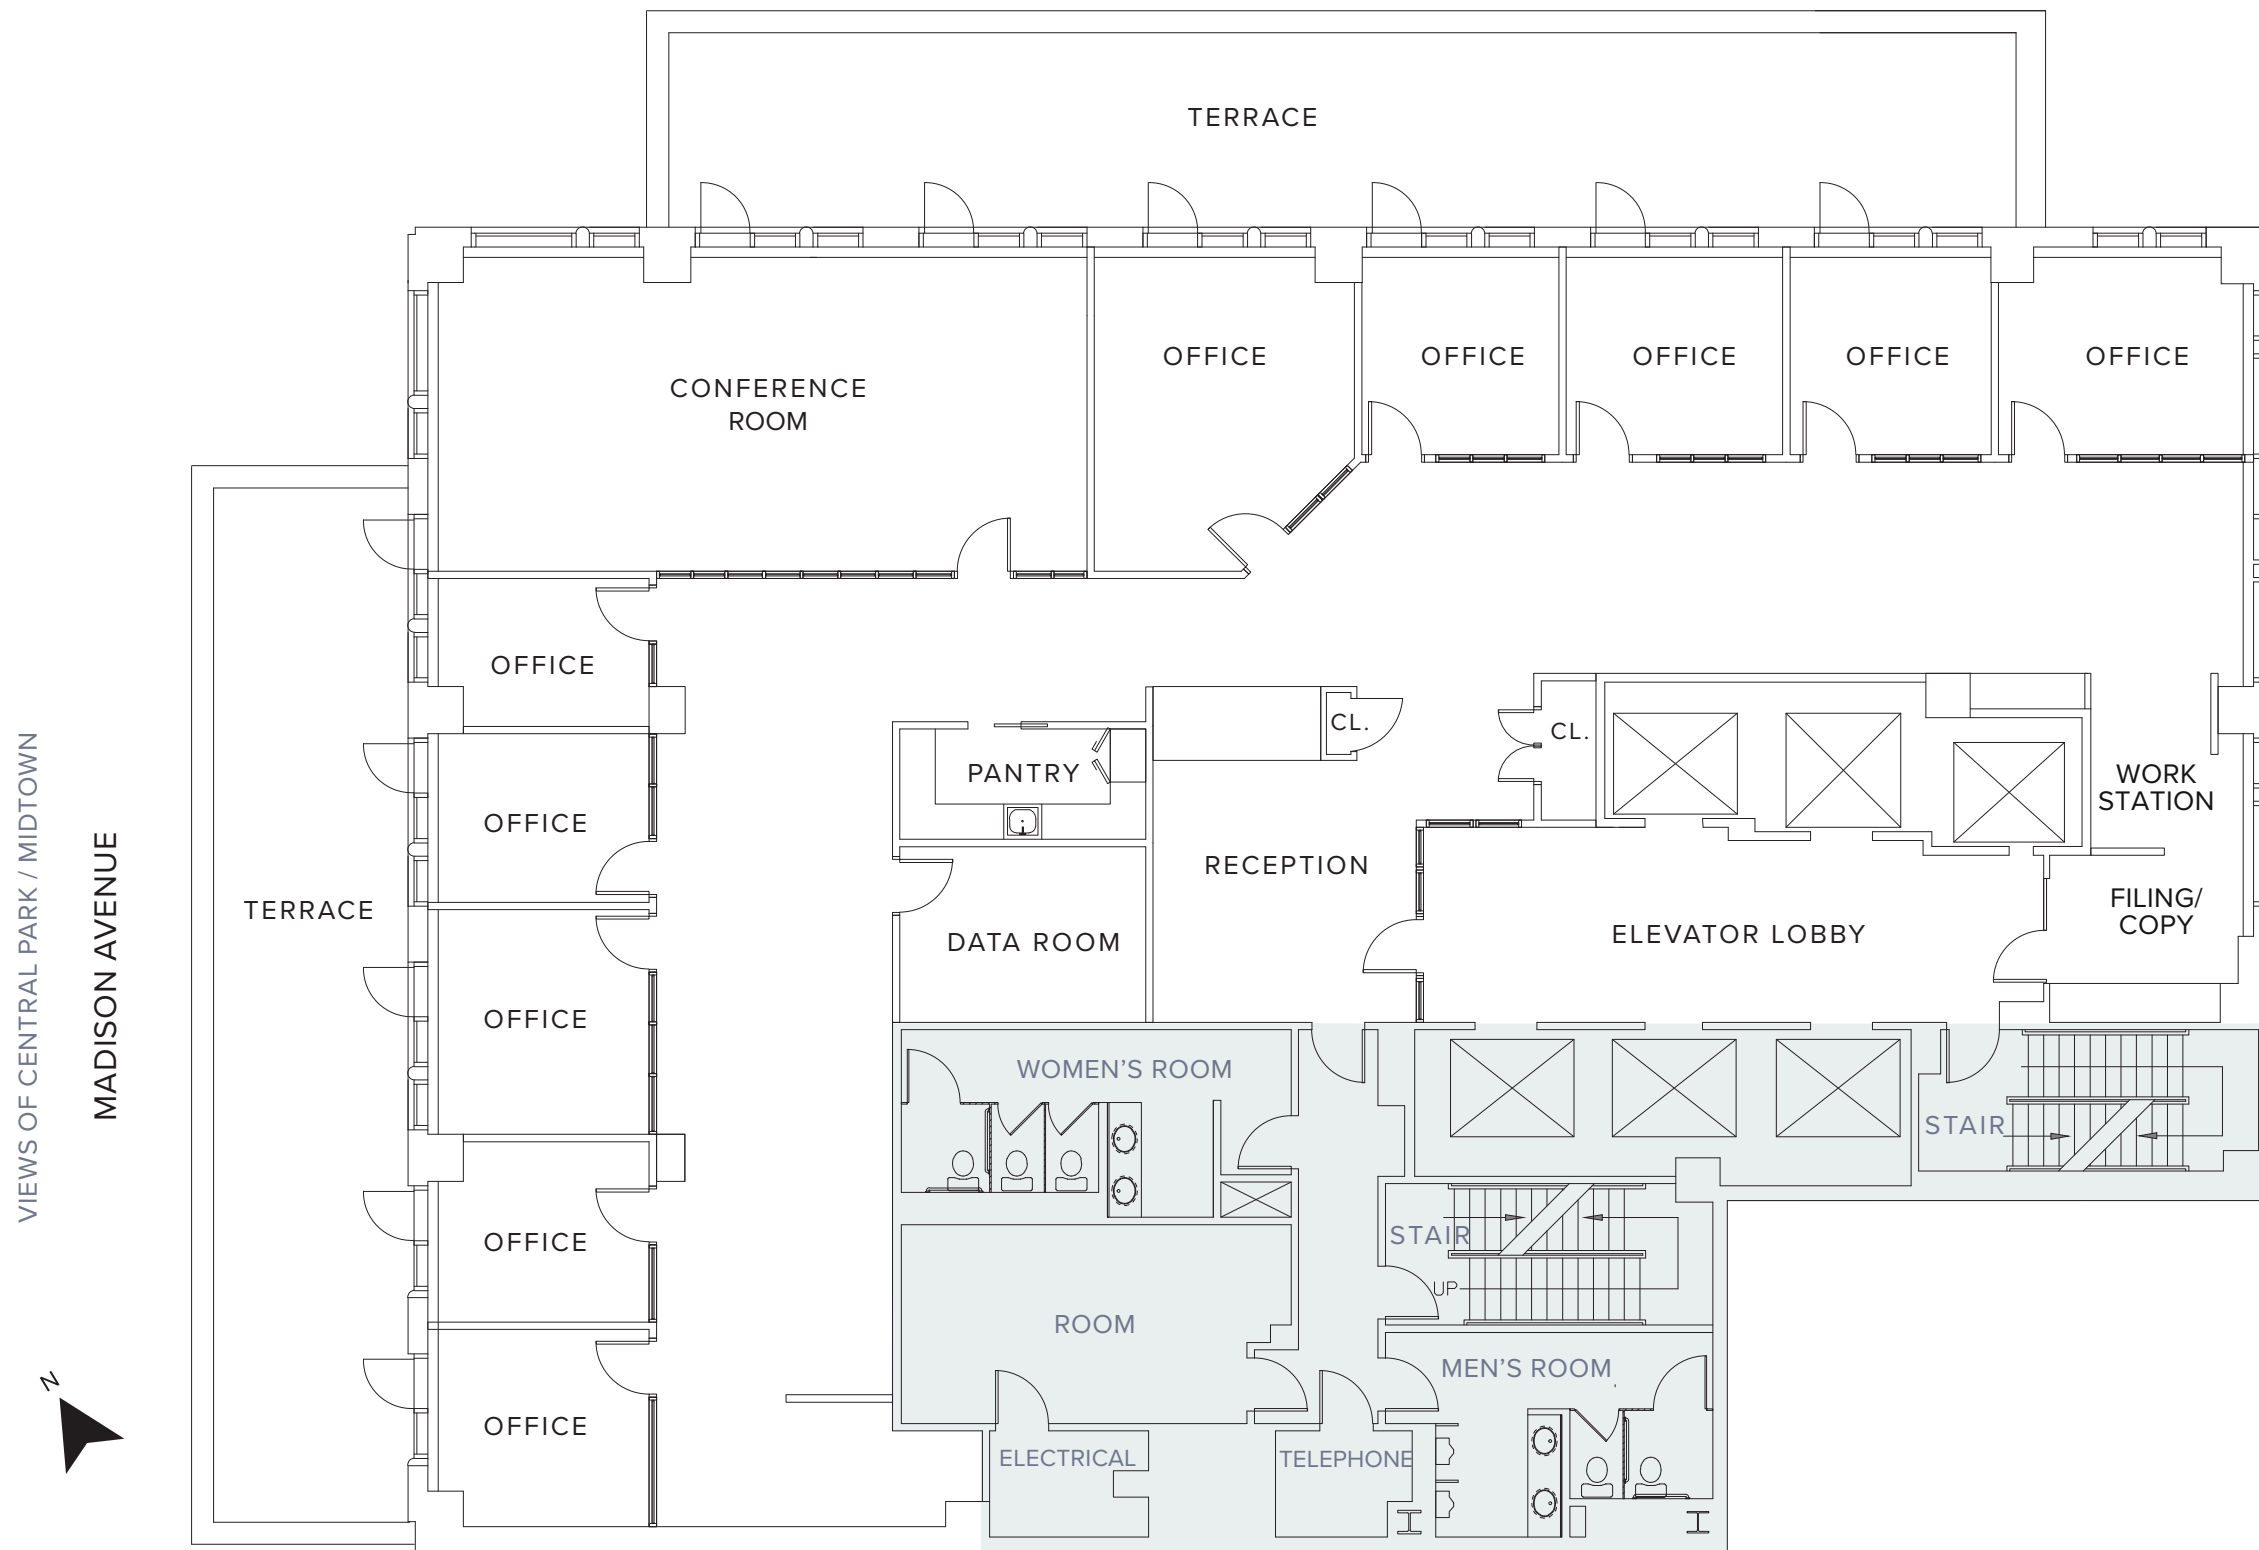 TERRACE
CONFERENCE
ROOM
OFFICE
OFFICE
OFFICE
OFFICE
OFFICE
OFFICE
OFFICE
OFFICE
OFFICE
OFFICE
TERRACE
VIEWS OF CENTRAL PARK / MIDTOWN
MADISON AVENUE
N
PANTRY
DATA ROOM
CL.
CL.
RECEPTION
ELEVATOR LOBBY
WORK
STATION
FILING/
COPY
WOMEN'S ROOM
STAIR
STAIR
UP
ROOM
MEN'S ROOM
ELECTRICAL
TELEPHONE